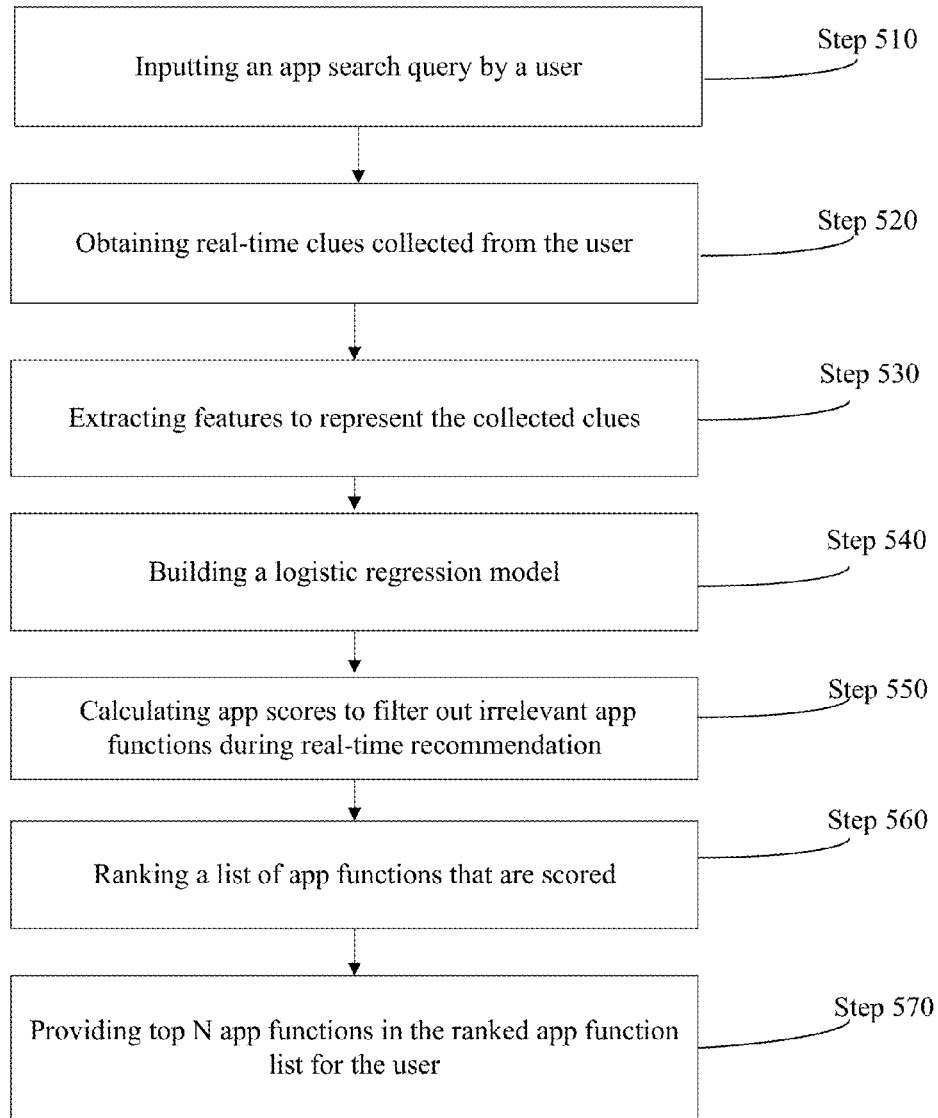 Step 510
Inputting an app search query by a user
Step 520
Obtaining real-time clues collected from the user
Step 530
Extracting features to represent the collected clues
Step 540
Building a logistic regression model
Step 550
Calculating app scores to filter out irrelevant app
functions during real-time recommendation
Step 560
Ranking a list of app functions that are scored
Step 570
Providing top N app functions in the ranked app function
list for the user